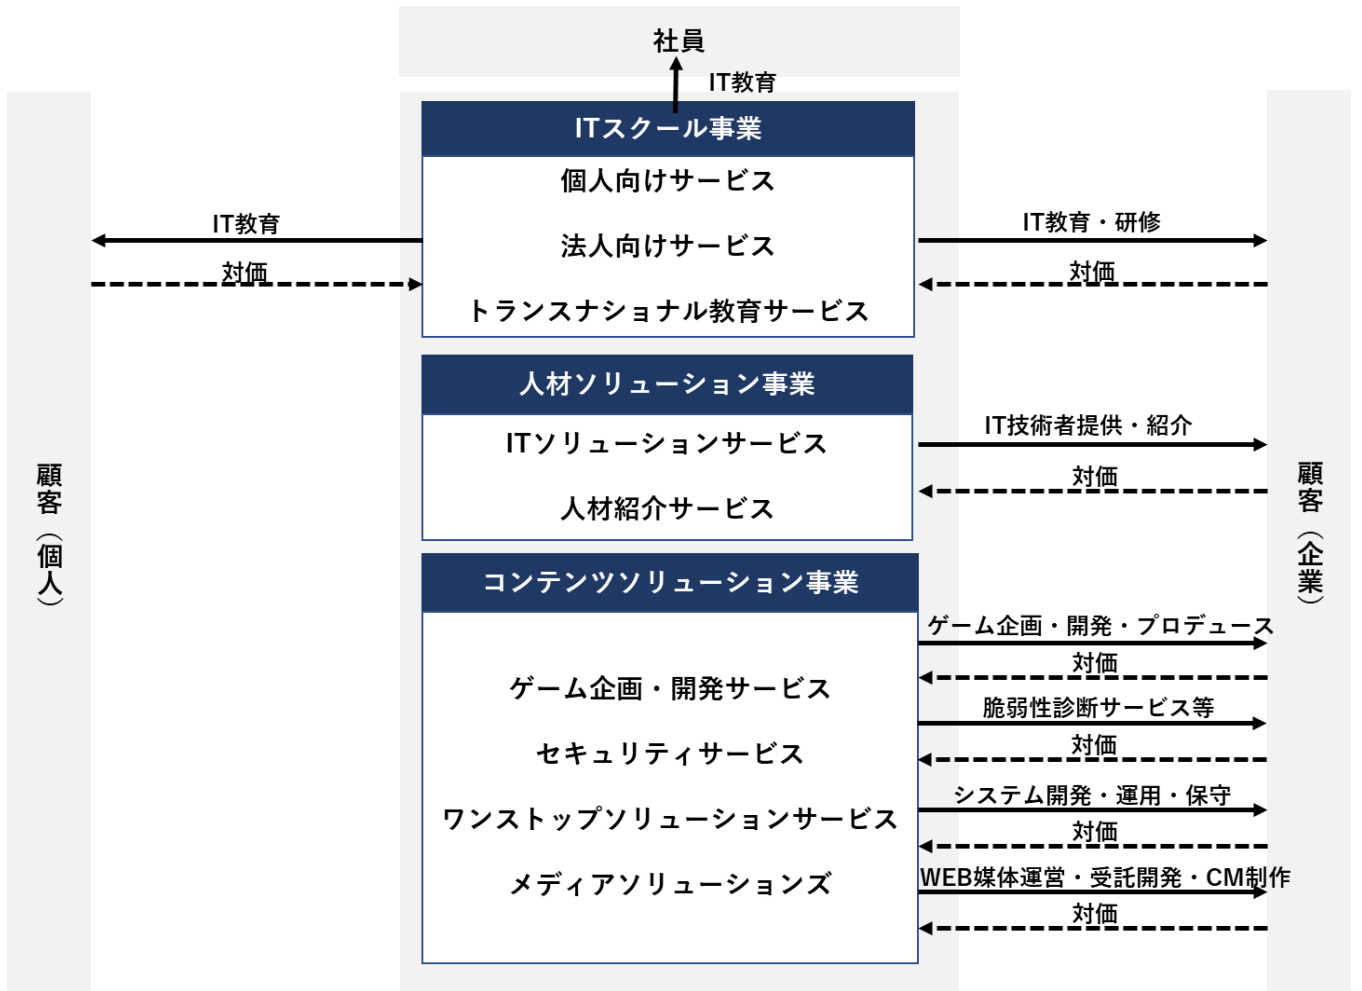 社員
IT教育
ITスクール事業
個人向けサービス
法人向けサービス
トランスナショナル教育サービス
IT教育
対価
IT教育・研修
対価
人材ソリューション事業
ITソリューションサービス
人材紹介サービス
IT技術者提供・紹介
対価
顧客（個人）
顧客（企業）
コンテンツソリューション事業
ゲーム企画・開発サービス
セキュリティサービス
ワンストップソリューションサービス
メディアソリューションズ
ゲーム企画・開発・プロデュース
対価
脆弱性診断サービス等
対価
システム開発・運用・保守
対価
WEB媒体運営・受託開発・CM制作
対価